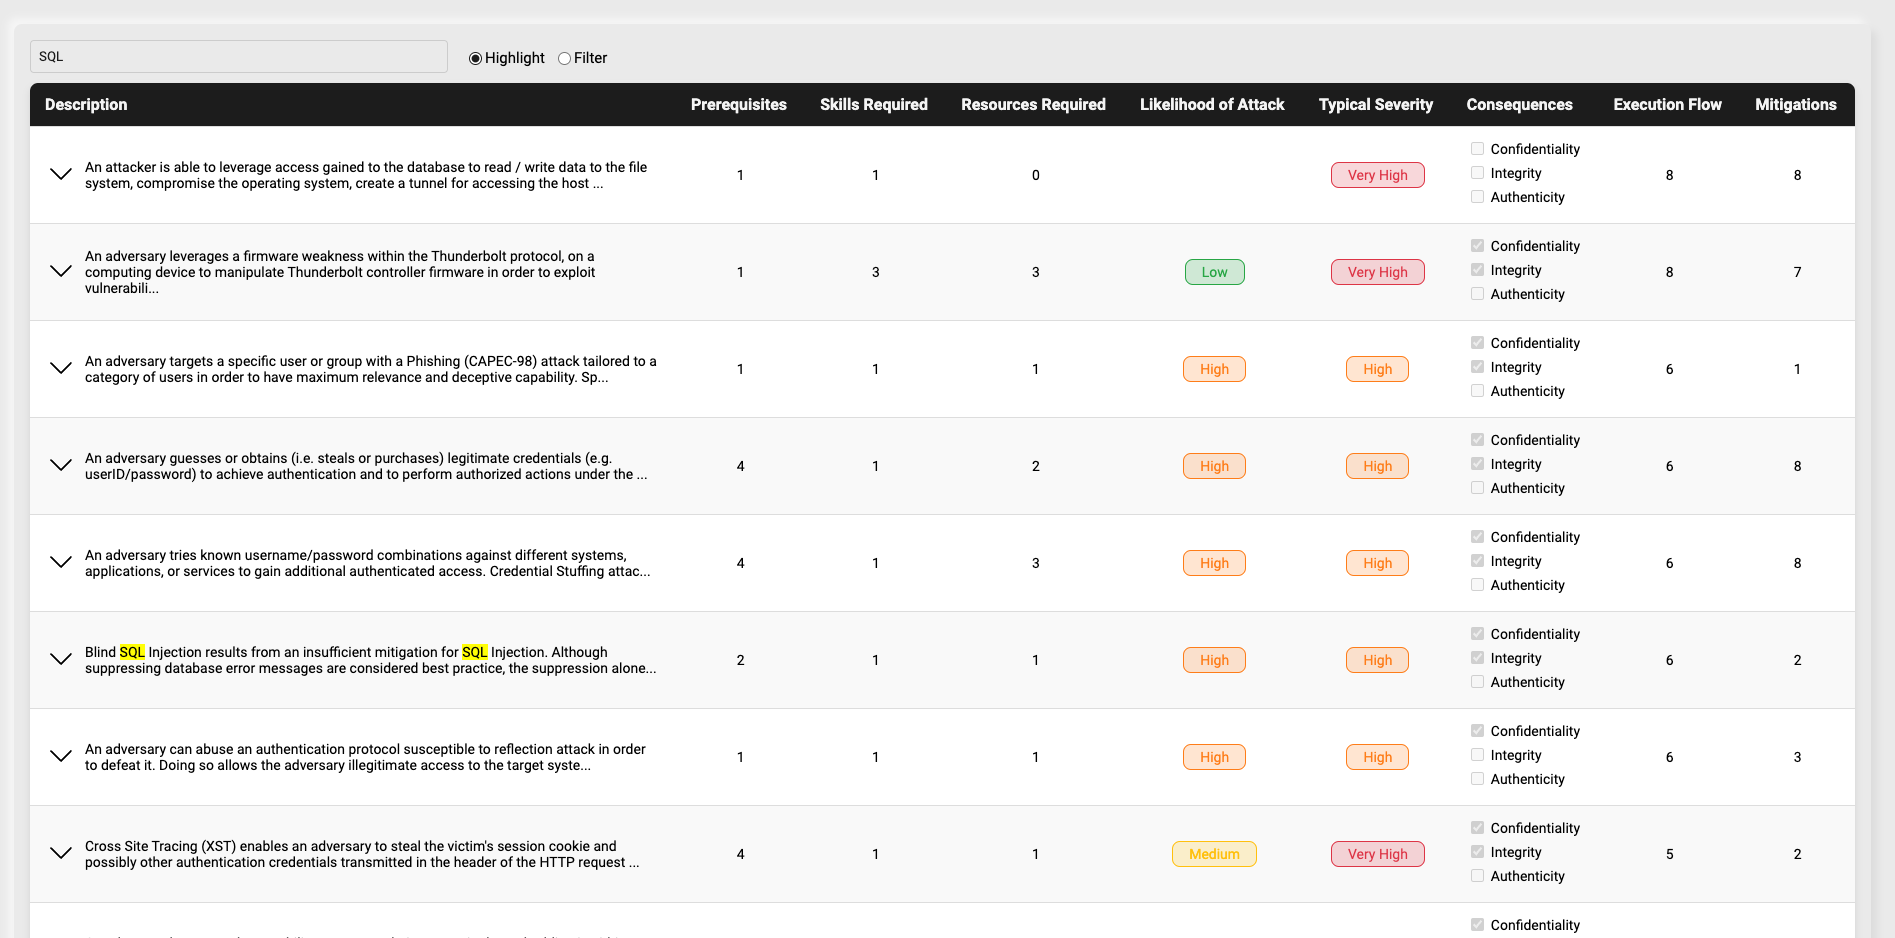 SQL
Highlight Filter
Description Prerequisites Skills Required Resources Required Likelihood of Attack Typical Severity Consequences Execution Flow Mitigations
An attacker is able to leverage access gained to the database to read / write data to the file
system, compromise the operating system, create a tunnel for accessing the host ...
1 1 0 Very High
Confidentiality
Integrity
Authenticity
8 8
An adversary leverages a firmware weakness within the Thunderbolt protocol, on a
computing device to manipulate Thunderbolt controller firmware in order to exploit
vulnerabili...
1 3 3 Low Very High
Confidentiality
Integrity
Authenticity
8 7
An adversary targets a specific user or group with a Phishing (CAPEC-98) attack tailored to a
category of users in order to have maximum relevance and deceptive capability. Sp...
1 1 1 High High
Confidentiality
Integrity
Authenticity
6 1
An adversary guesses or obtains (i.e. steals or purchases) legitimate credentials (e.g.
userID/password) to achieve authentication and to perform authorized actions under the ...
4 1 2 High High
Confidentiality
Integrity
Authenticity
6 8
An adversary tries known username/password combinations against different systems,
applications, or services to gain additional authenticated access. Credential Stuffing attac...
4 1 3 High High
Confidentiality
Integrity
Authenticity
6 8
Blind SQL Injection results from an insufficient mitigation for SQL Injection. Although
suppressing database error messages are considered best practice, the suppression alone...
2 1 1 High High
Confidentiality
Integrity
Authenticity
6 2
An adversary can abuse an authentication protocol susceptible to reflection attack in order
to defeat it. Doing so allows the adversary illegitimate access to the target syste...
1 1 1 High High
Confidentiality
Integrity
Authenticity
6 3
Cross Site Tracing (XST) enables an adversary to steal the victim's session cookie and
possibly other authentication credentials transmitted in the header of the HTTP request ...
4 1 1 Medium Very High
Confidentiality
Integrity
Authenticity
5 2
Confidentiality